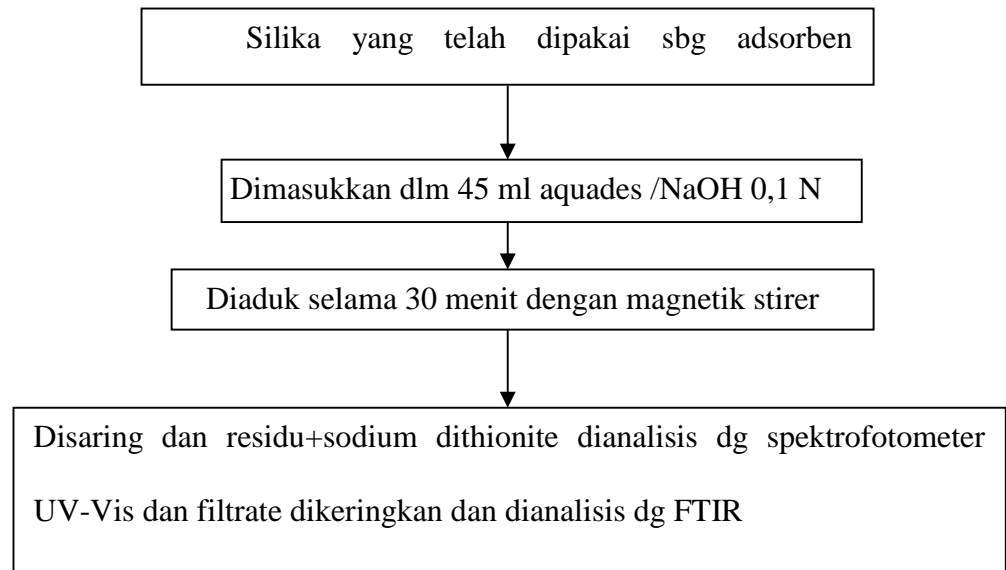 Silika yang telah dipakai sbg adsorben
Dimasukkan dlm 45 ml aquades /NaOH 0,1 N
Diaduk selama 30 menit dengan magnetik stirer
Disaring dan residu+sodium dithionite dianalisis dg spektrofotometer
UV-Vis dan filtrate dikeringkan dan dianalisis dg FTIR